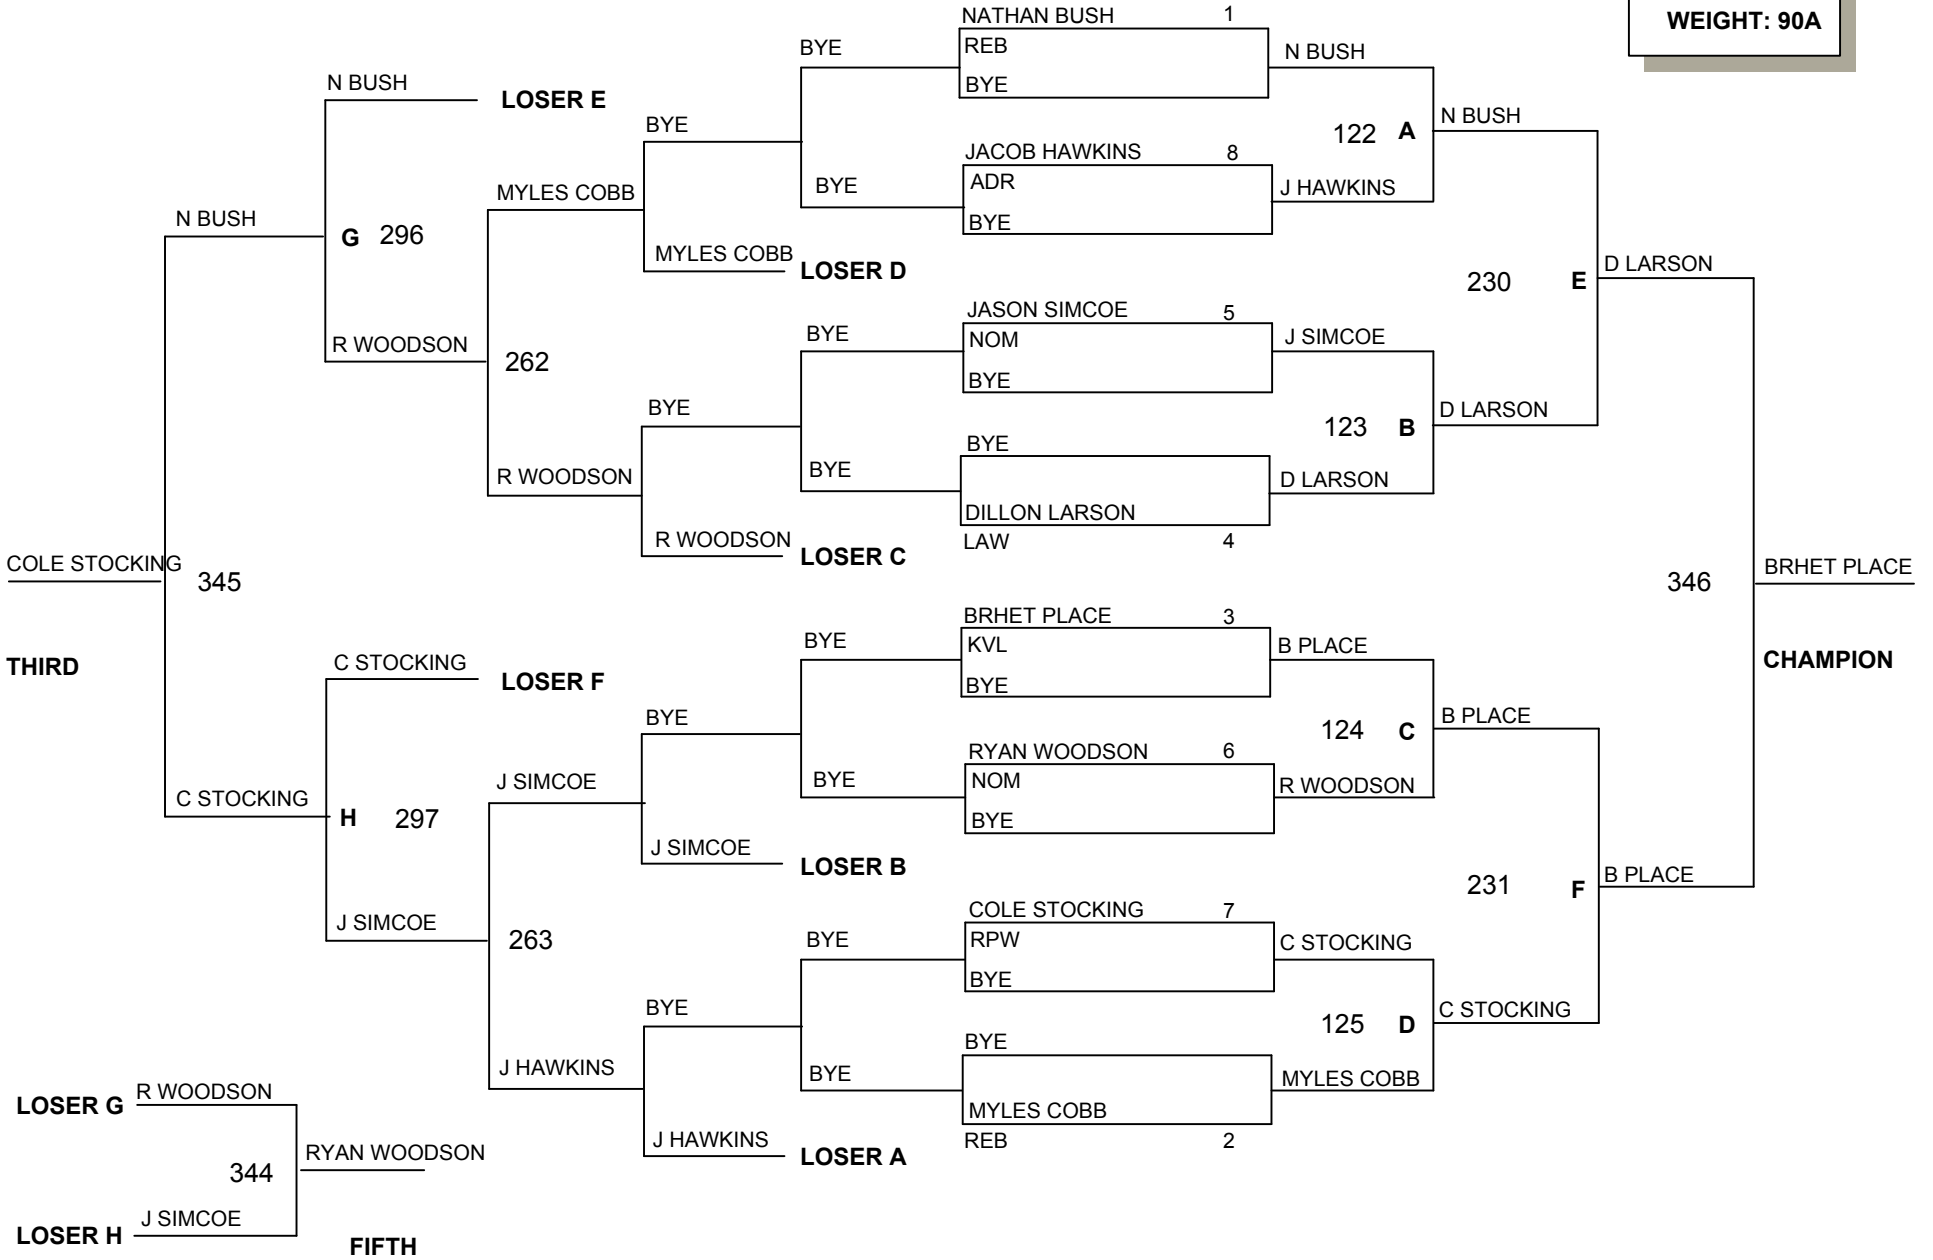 WEIGHT: 90A
NATHAN BUSH 1
REB
BYE
BYE
N BUSH
JACOB HAWKINS 8
ADR
BYE
BYE
J HAWKINS
122 A
N BUSH
JASON SIMCOE 5
NOM
BYE
BYE
J SIMCOE
BYE
DILLON LARSON
LAW 4
BYE
D LARSON
123 B
D LARSON
230 E
D LARSON
BRHET PLACE 3
KVL
BYE
BYE
B PLACE
RYAN WOODSON 6
NOM
BYE
BYE
R WOODSON
124 C
B PLACE
COLE STOCKING 7
RPW
BYE
BYE
C STOCKING
BYE
MYLES COBB
REB 2
BYE
MYLES COBB
125 D
C STOCKING
231 F
B PLACE
346
BRHET PLACE
CHAMPION
BYE
MYLES COBB
LOSER D
MYLES COBB
BYE
R WOODSON
LOSER C
R WOODSON
262
N BUSH
LOSER E
R WOODSON
G 296
N BUSH
BYE
J SIMCOE
LOSER B
J SIMCOE
BYE
J HAWKINS
LOSER A
J HAWKINS
263
C STOCKING
LOSER F
J SIMCOE
H 297
C STOCKING
345
COLE STOCKING
THIRD
LOSER G
R WOODSON
344
RYAN WOODSON
LOSER H
J SIMCOE
FIFTH